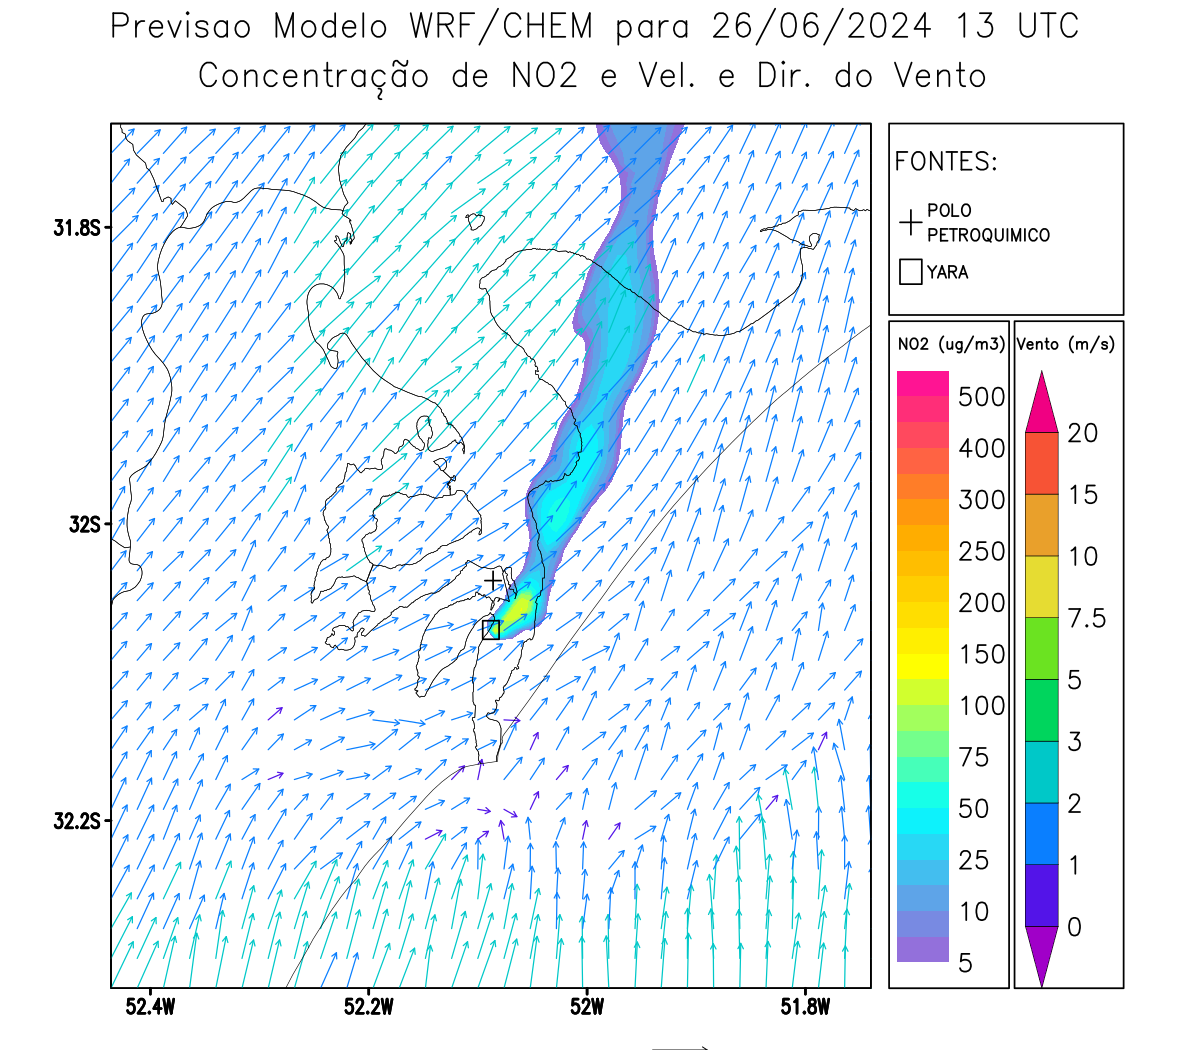 Previsao Modelo WRF/CHEM para 26/06/2024 13 UTC
Concentração de NO2 e Vel. e Dir. do Vento
FONTES:
POLO
PETROQUIMICO
YARA
NO2 (ug/m3)
500
400
300
250
200
150
100
75
50
25
10
5
Vento (m/s)
20
15
10
7.5
5
3
2
1
0
31.8S
32S
32.2S
52.4W
52.2W
52W
51.8W